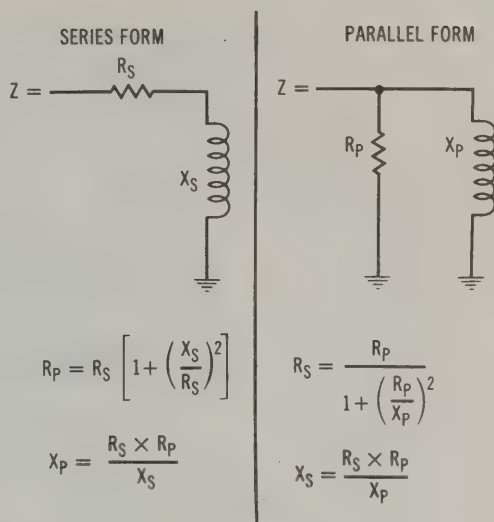 SERIES FORM
Z =
R_S
X_S
R_P = R_S [1 + (X_S / R_S)^2]
X_P = (R_S × R_P) / X_S
PARALLEL FORM
Z =
R_P
X_P
R_S = R_P / (1 + (R_P / X_P)^2)
X_S = (R_S × R_P) / X_P